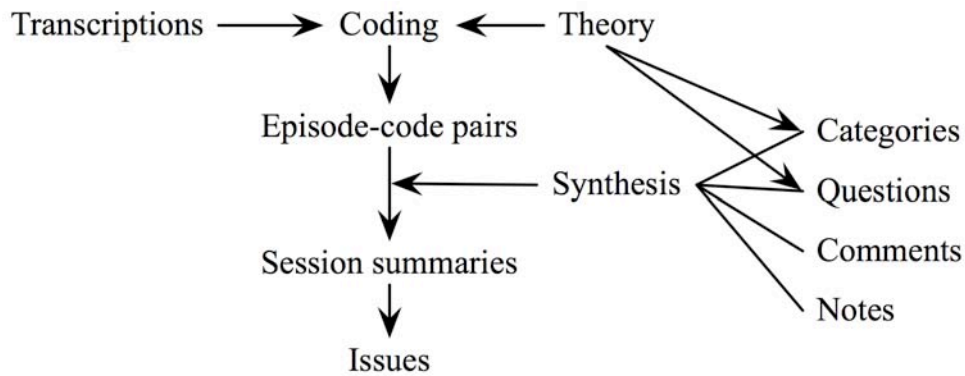 Transcriptions
Coding
Theory
Episode-code pairs
Categories
Synthesis
Questions
Comments
Session summaries
Notes
Issues